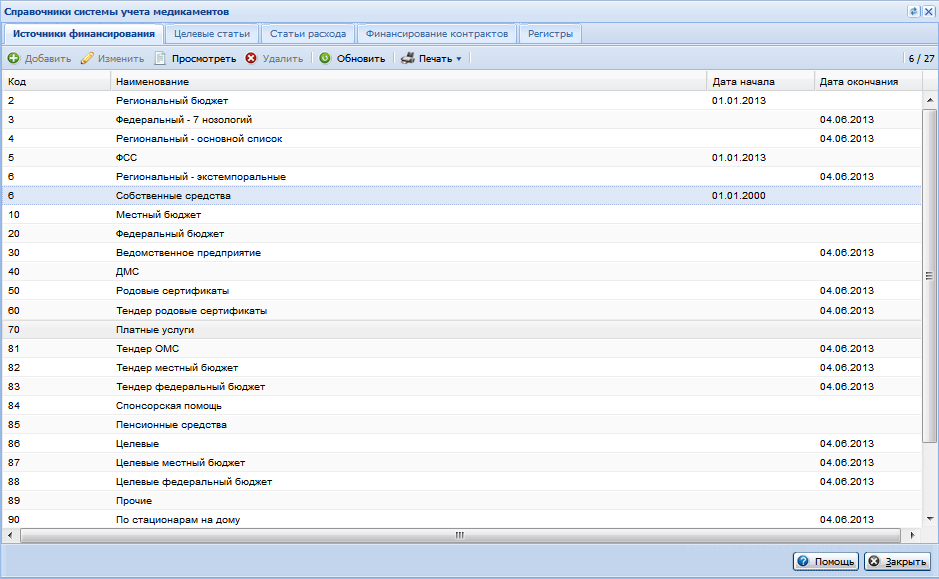 Справочники системы учета медикаментов
Источники финансирования Целевые статьи Статьи расхода Финансирование контрактов Регистры
Добавить Изменить Просмотреть Удалить Обновить Печать 6 / 27
Код Наименование Дата начала Дата окончания
2 Региональный бюджет 01.01.2013
3 Федеральный - 7 нозологий 04.06.2013
4 Региональный - основной список 04.06.2013
5 ФСС 01.01.2013
6 Региональный - экстемпоральные 04.06.2013
6 Собственные средства 01.01.2000
10 Местный бюджет
20 Федеральный бюджет
30 Ведомственное предприятие 04.06.2013
40 ДМС
50 Родовые сертификаты 04.06.2013
60 Тендер родовые сертификаты 04.06.2013
70 Платные услуги
81 Тендер ОМС 04.06.2013
82 Тендер местный бюджет 04.06.2013
83 Тендер федеральный бюджет 04.06.2013
84 Спонсорская помощь
85 Пенсионные средства
86 Целевые 04.06.2013
87 Целевые местный бюджет 04.06.2013
88 Целевые федеральный бюджет 04.06.2013
89 Прочие
90 По стационарам на дому 04.06.2013
Помощь Закрыть